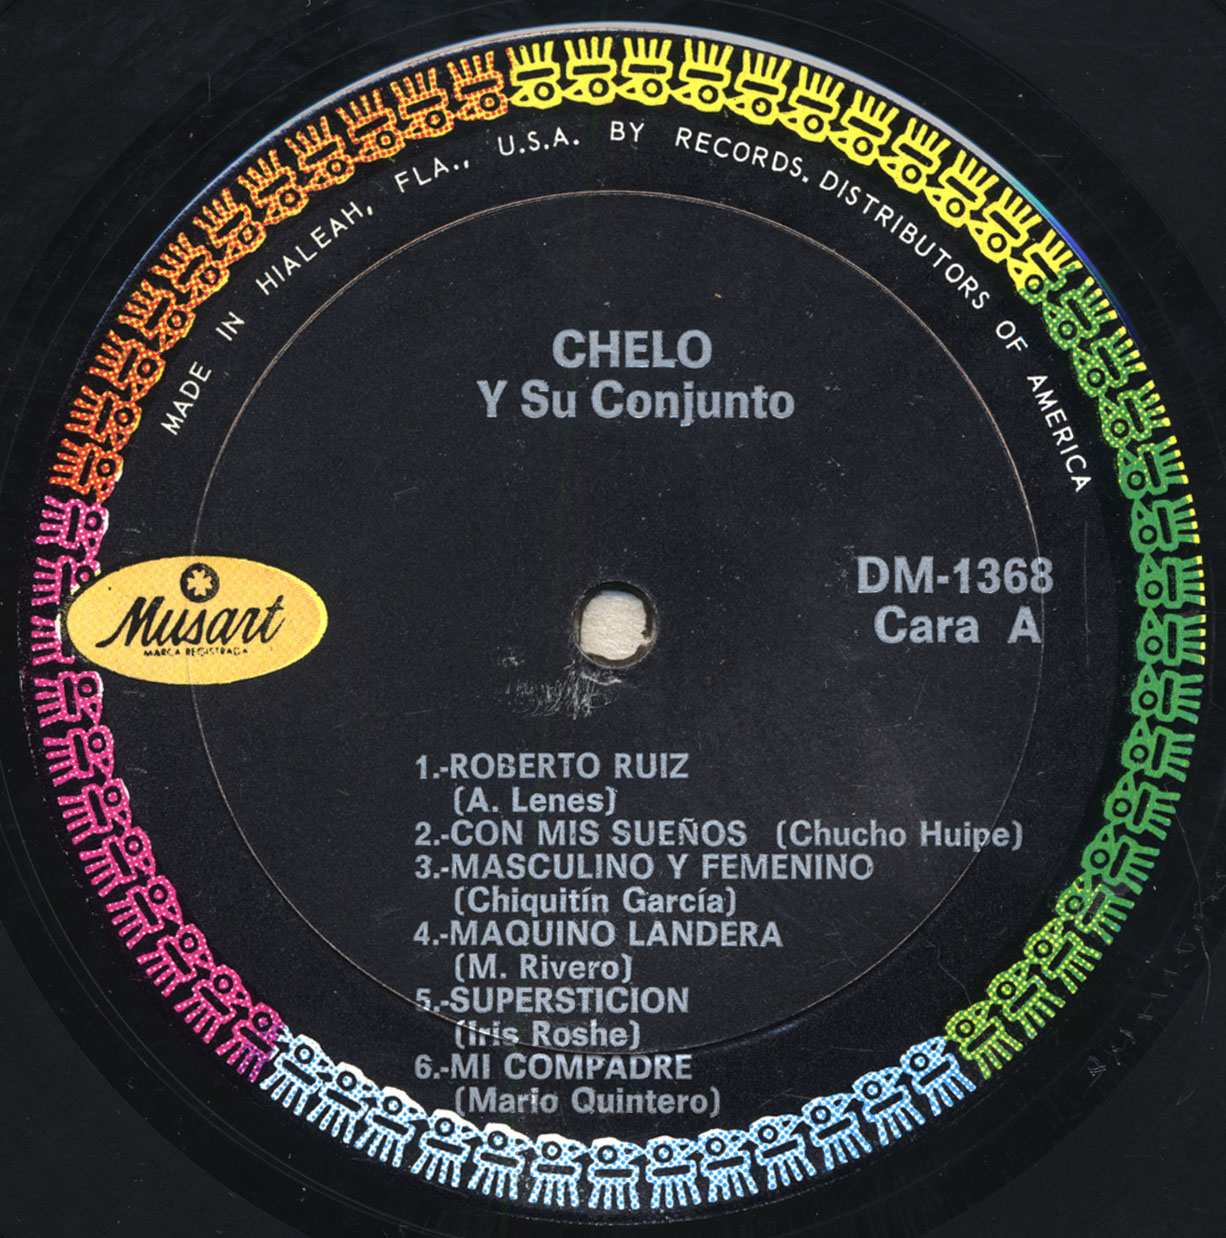 MADE IN HIALEAH, FLA., U.S.A. BY RECORDS. DISTRIBUTORS OF AMERICA
CHELO
Y Su Conjunto
DM-1368
Cara A
Musart
MARCA REGISTRADA
1.-ROBERTO RUIZ
(A. Lenes)
2.-CON MIS SUEÑOS (Chucho Huipe)
3.-MASCULINO Y FEMENINO
(Chiquitín García)
4.-MAQUINO LANDERA
(M. Rivero)
5.-SUPERSTICION
(Iris Roshe)
6.-MI COMPADRE
(Mario Quintero)